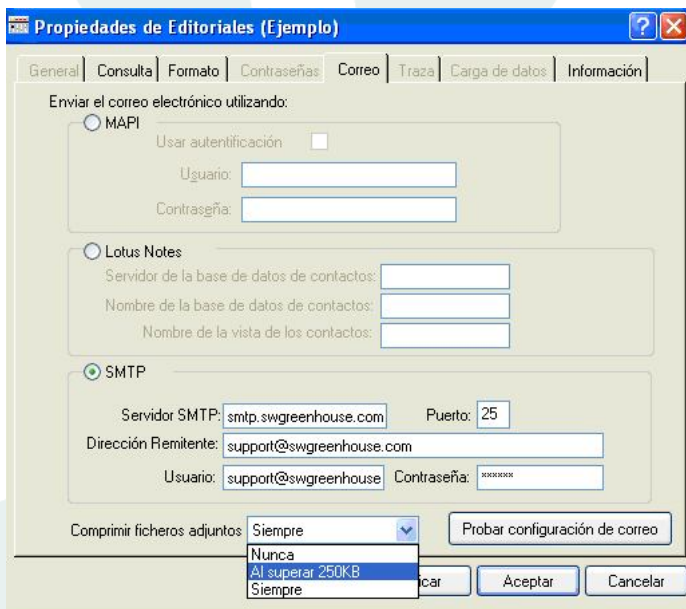 Propiedades de Editoriales (Ejemplo)
General Consulta Formato Contraseñas Correo Traza Carga de datos Información
Enviar el correo electrónico utilizando:
MAPI
Usar autentificación
Usuario:
Contraseña:
Lotus Notes
Servidor de la base de datos de contactos:
Nombre de la base de datos de contactos:
Nombre de la vista de los contactos:
SMTP
Servidor SMTP: smtp.swgreenhouse.com Puerto: 25
Dirección Remitente: support@swgreenhouse.com
Usuario: support@swgreenhouse Contraseña: ××××××
Comprimir ficheros adjuntos Siempre Probar configuración de correo
Nunca
Al superar 250KB
Siempre
icar Aceptar Cancelar